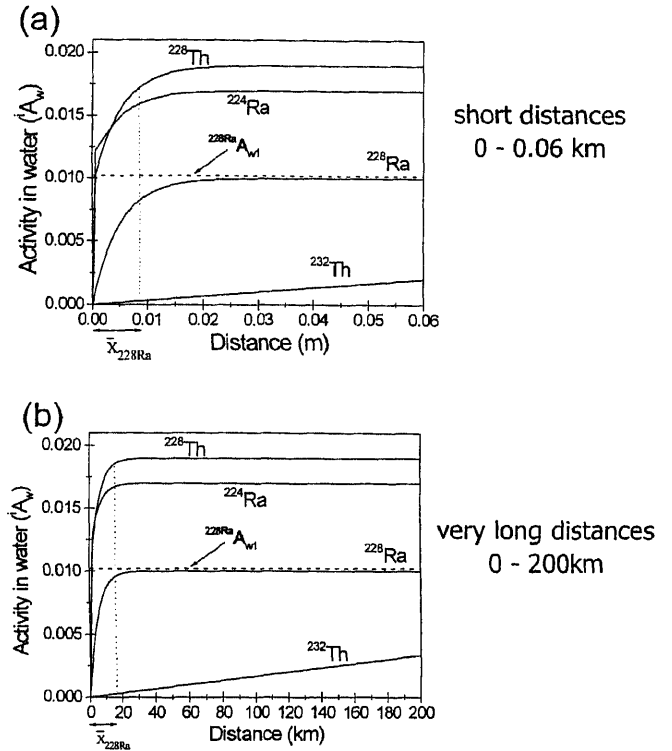 (a)
0.020
0.015
0.010
0.005
0.000
Activity in water (ⁱA_w)
²²⁸Th
²²⁴Ra
²²⁸Ra A_wf
²²⁸Ra
²³²Th
0.00 0.01 0.02 0.03 0.04 0.05 0.06
Distance (m)
x̄_228Ra
short distances
0 - 0.06 km
(b)
0.020
0.015
0.010
0.005
0.000
Activity in water (ⁱA_w)
²²⁸Th
²²⁴Ra
²²⁸Ra A_wf
²²⁸Ra
²³²Th
0 20 40 60 80 100 120 140 160 180 200
Distance (km)
x̄_228Ra
very long distances
0 - 200km